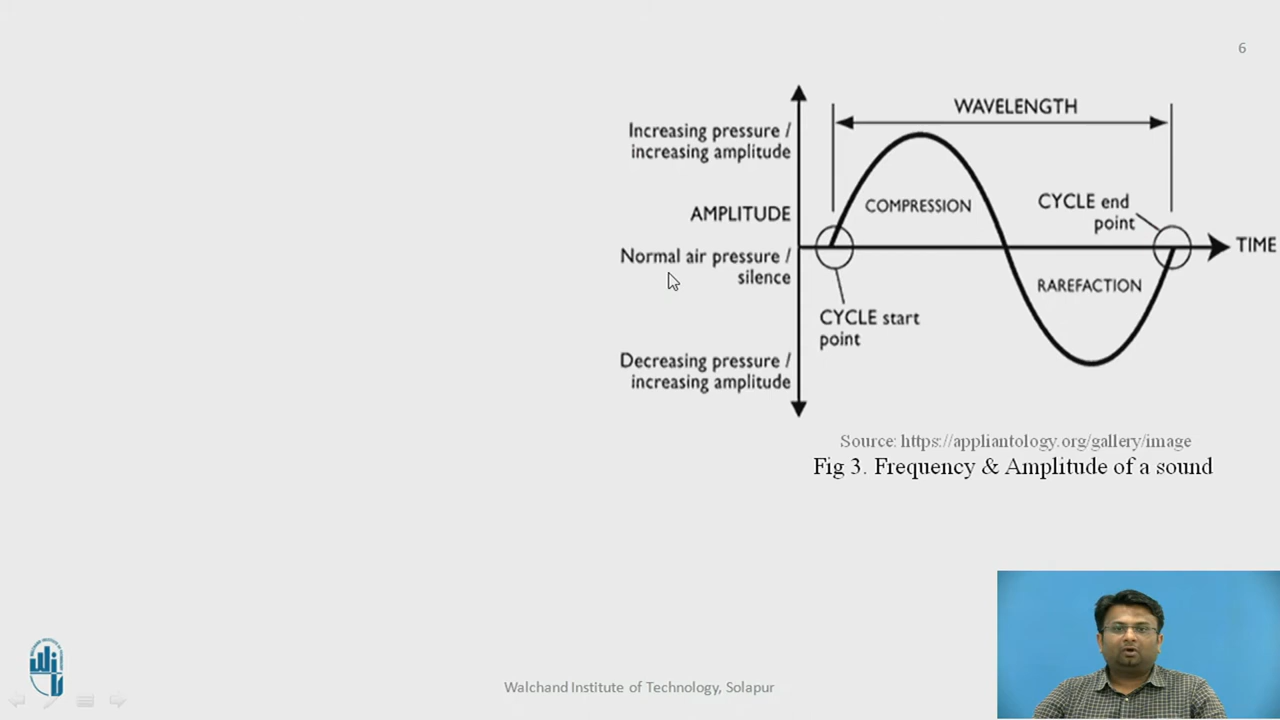 6
WAVELENGTH
Increasing pressure /
increasing amplitude
CYCLE end
point
COMPRESSION
AMPLITUDE
TIME
Normal air pressure /
silence
RAREFACTION
CYCLE start
point
Decreasing pressure /
increasing amplitude
Source: https://appliantology.org/gallery/image
Fig 3. Frequency & Amplitude of a sound
Walchand Institute of Technology, Solapur